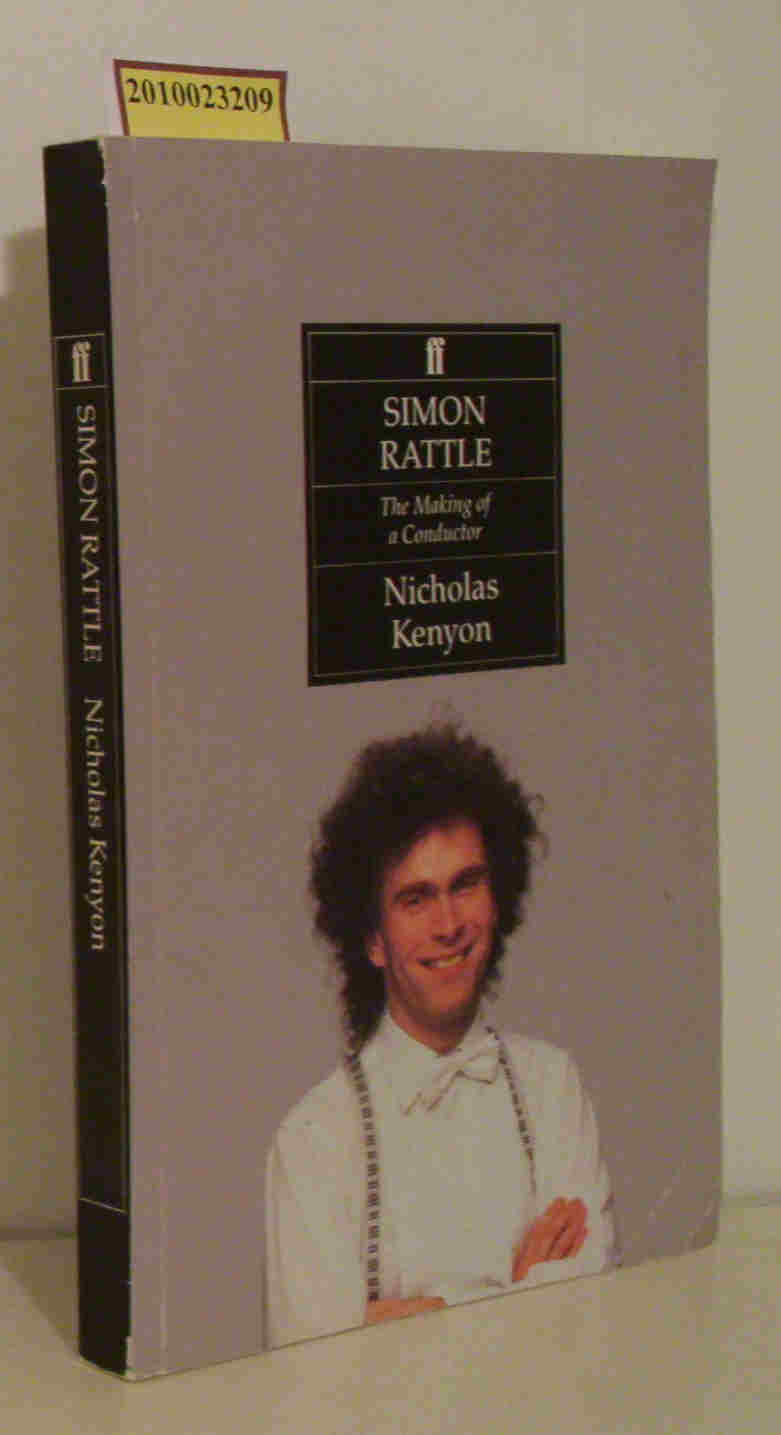 2010023209
ff
SIMON
RATTLE
The Making of
a Conductor
Nicholas
Kenyon
ff
SIMON RATTLE Nicholas Kenyon